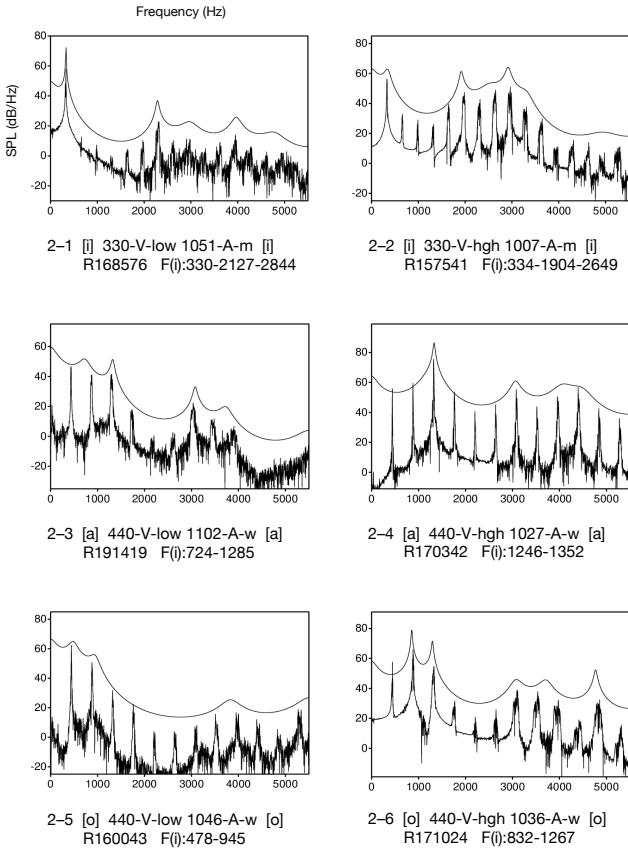 Frequency (Hz)
SPL (dB/Hz)
80
60
40
20
0
-20
0 1000 2000 3000 4000 5000
80
60
40
20
0
-20
0 1000 2000 3000 4000 5000
2–1 [i] 330-V-low 1051-A-m [i]
R168576 F(i):330-2127-2844
2–2 [i] 330-V-hgh 1007-A-m [i]
R157541 F(i):334-1904-2649
60
40
20
0
-20
0 1000 2000 3000 4000 5000
80
60
40
20
0
0 1000 2000 3000 4000 5000
2–3 [a] 440-V-low 1102-A-w [a]
R191419 F(i):724-1285
2–4 [a] 440-V-hgh 1027-A-w [a]
R170342 F(i):1246-1352
80
60
40
20
0
-20
0 1000 2000 3000 4000 5000
80
60
40
20
0
0 1000 2000 3000 4000 5000
2–5 [o] 440-V-low 1046-A-w [o]
R160043 F(i):478-945
2–6 [o] 440-V-hgh 1036-A-w [o]
R171024 F(i):832-1267